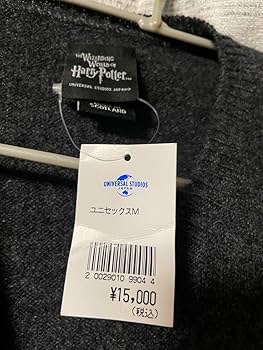 THE WIZARDING
WORLD OF
Harry Potter
UNIVERSAL STUDIOS JAPAN
SCOTLAND
UNIVERSAL STUDIOS
JAPAN
ユニセックスM
2 0029010 9904 4
¥15,000
(税込)